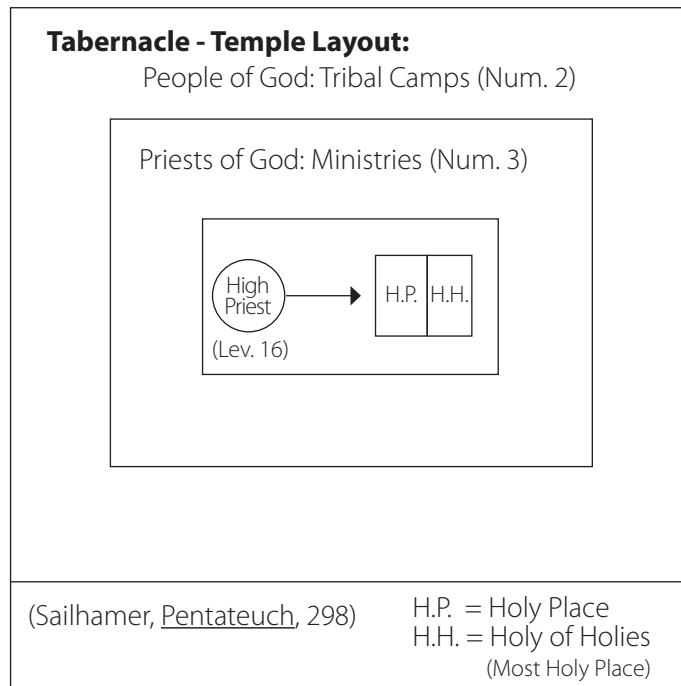 Tabernacle - Temple Layout:
People of God: Tribal Camps (Num. 2)
Priests of God: Ministries (Num. 3)
High
Priest
(Lev. 16)
H.P. H.H.
(Sailhamer, Pentateuch, 298)
H.P. = Holy Place
H.H. = Holy of Holies
(Most Holy Place)